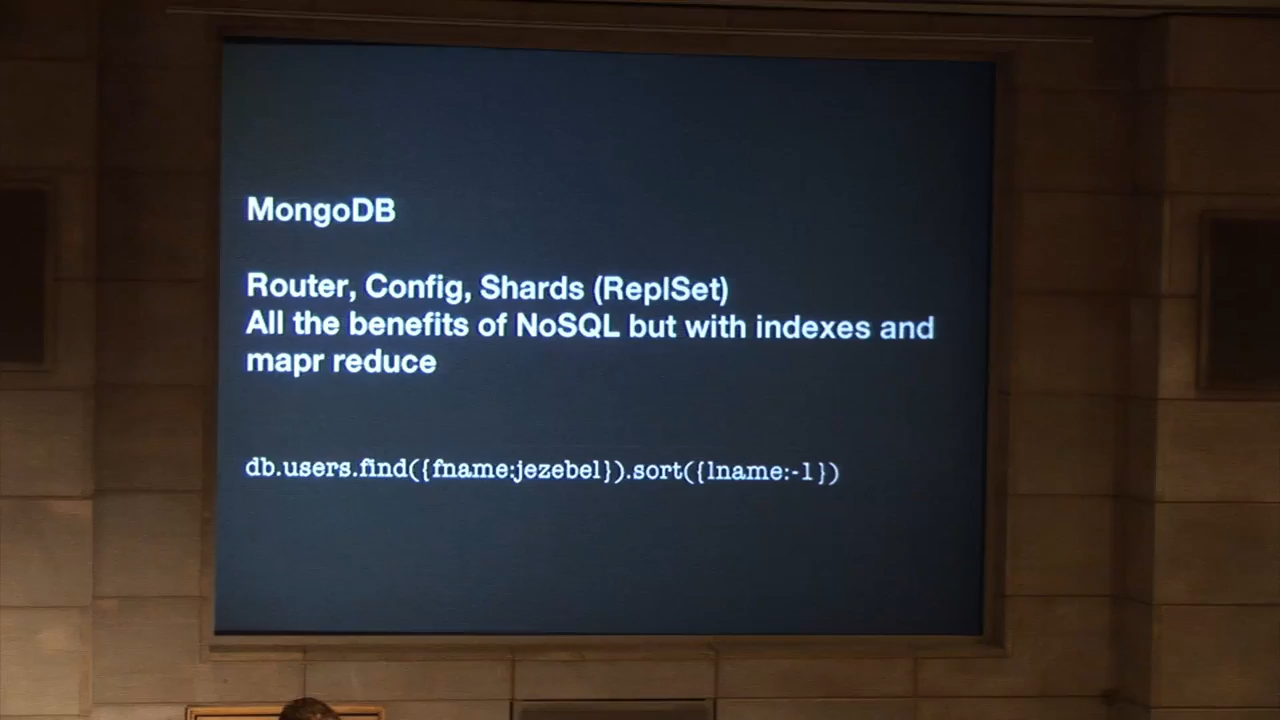 MongoDB
Router, Config, Shards (ReplSet)
All the benefits of NoSQL but with indexes and
mapr reduce
db.users.find({fname:jezebel}).sort({lname:-1})